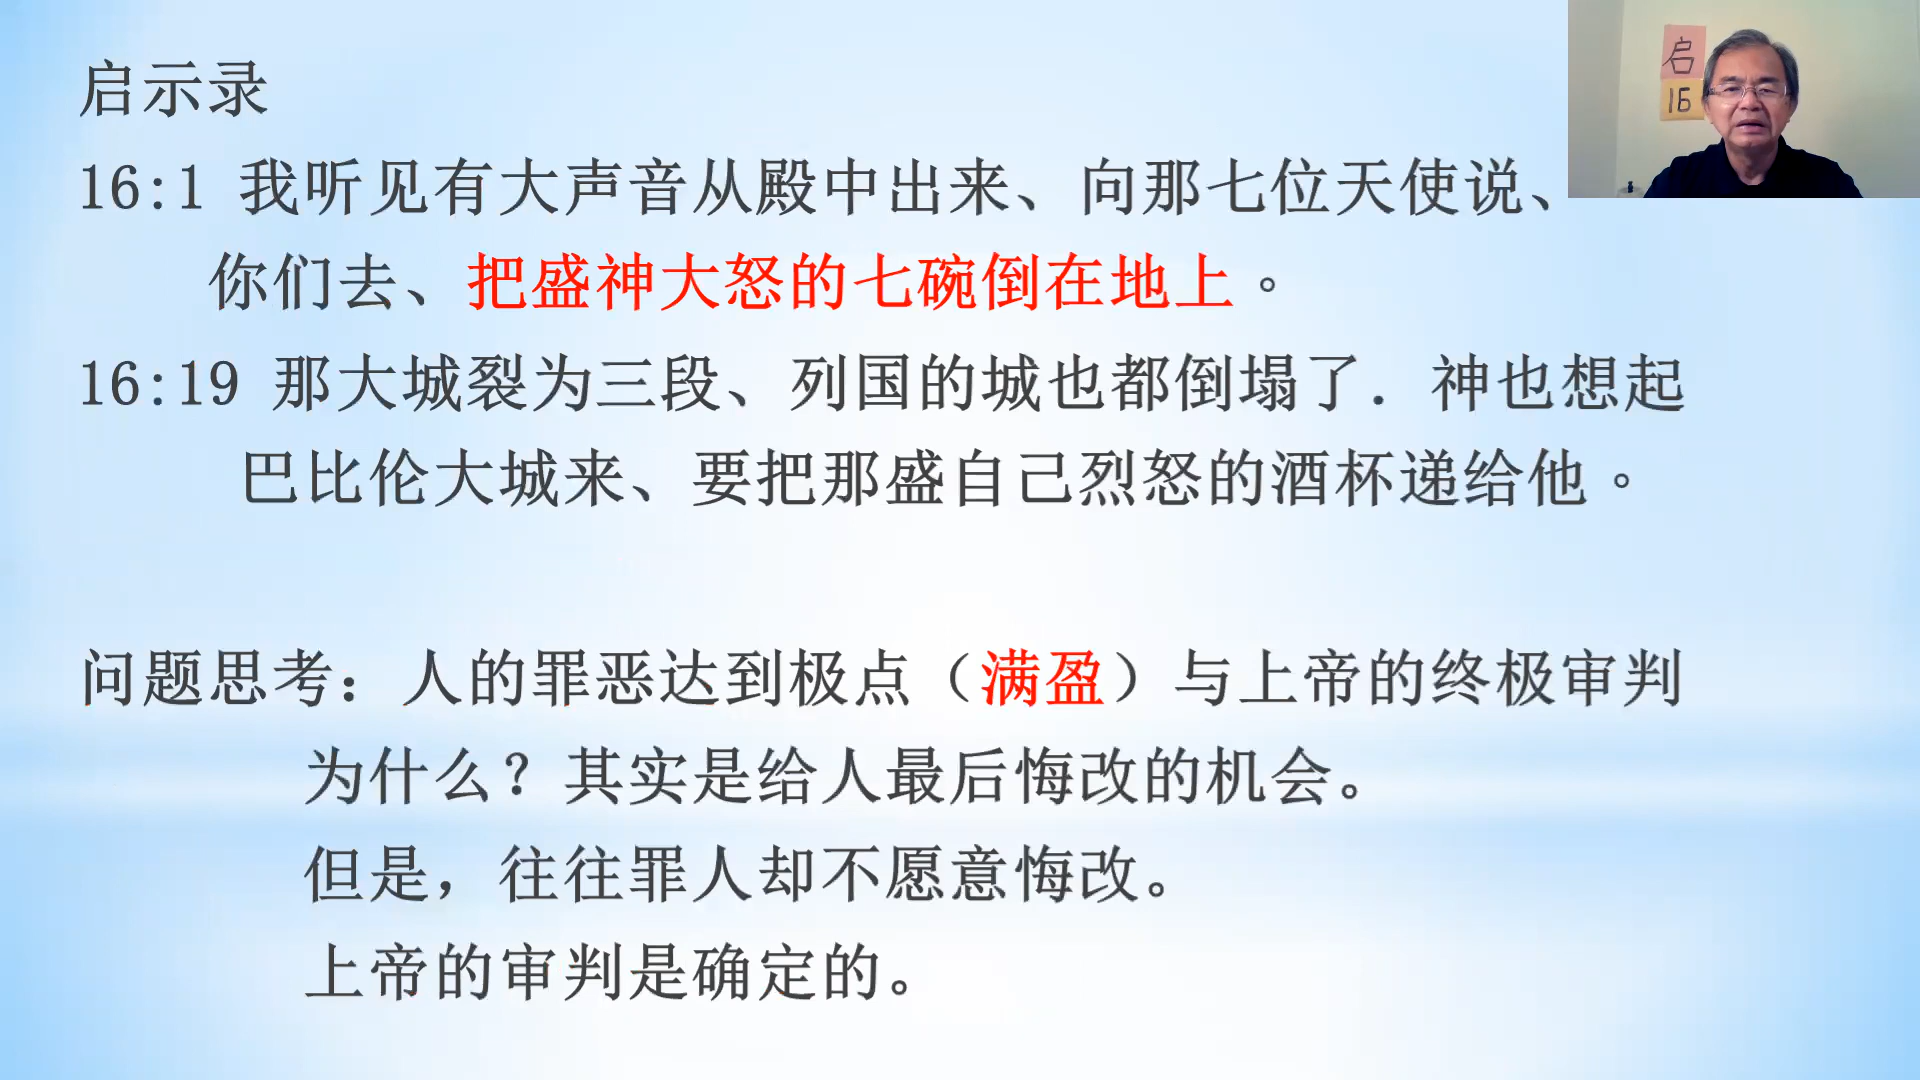 启示录
16:1 我听见有大声音从殿中出来、向那七位天使说、
你们去、把盛神大怒的七碗倒在地上。
16:19 那大城裂为三段、列国的城也都倒塌了．神也想起
巴比伦大城来、要把那盛自己烈怒的酒杯递给他。
问题思考：人的罪恶达到极点（满盈）与上帝的终极审判
为什么？其实是给人最后悔改的机会。
但是，往往罪人却不愿意悔改。
上帝的审判是确定的。
启
16